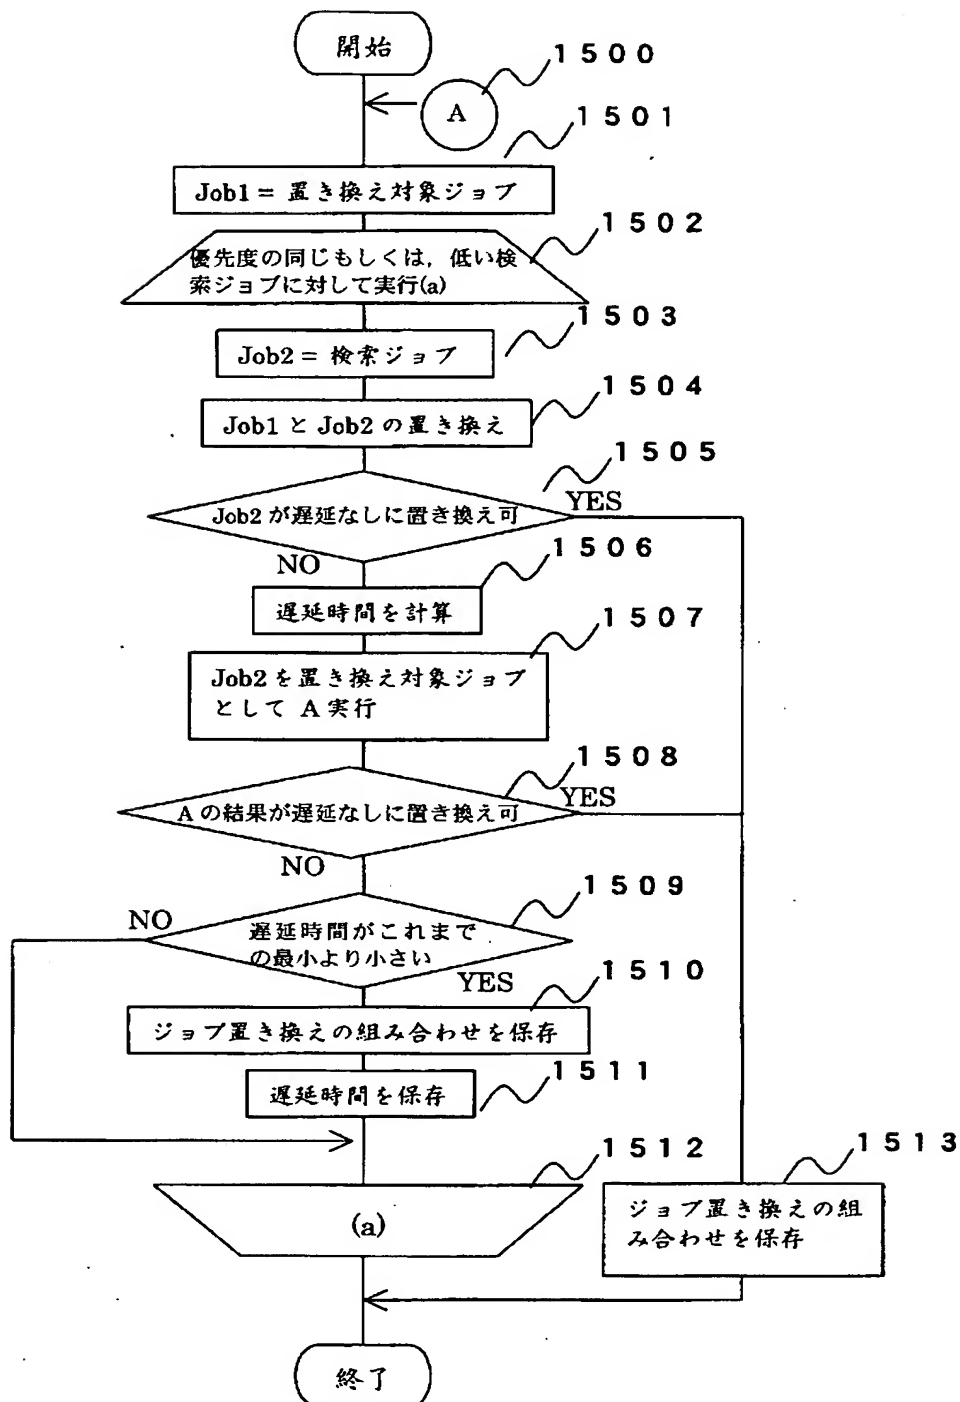 開始
1500
A
1501
Job1 = 置き換え対象ジョブ
1502
優先度の同じもしくは, 低い検
索ジョブに対して実行(a)
1503
Job2 = 検索ジョブ
1504
Job1 と Job2 の置き換え
1505
Job2 が遅延なしに置き換え可
YES
NO
1506
遅延時間を計算
1507
Job2を置き換え対象ジョブ
として A 実行
1508
A の結果が遅延なしに置き換え可
YES
NO
1509
NO
遅延時間がこれまで
の最小より小さい
YES
1510
ジョブ置き換えの組み合わせを保存
1511
遅延時間を保存
1512
(a)
1513
ジョブ置き換えの組
み合わせを保存
終了